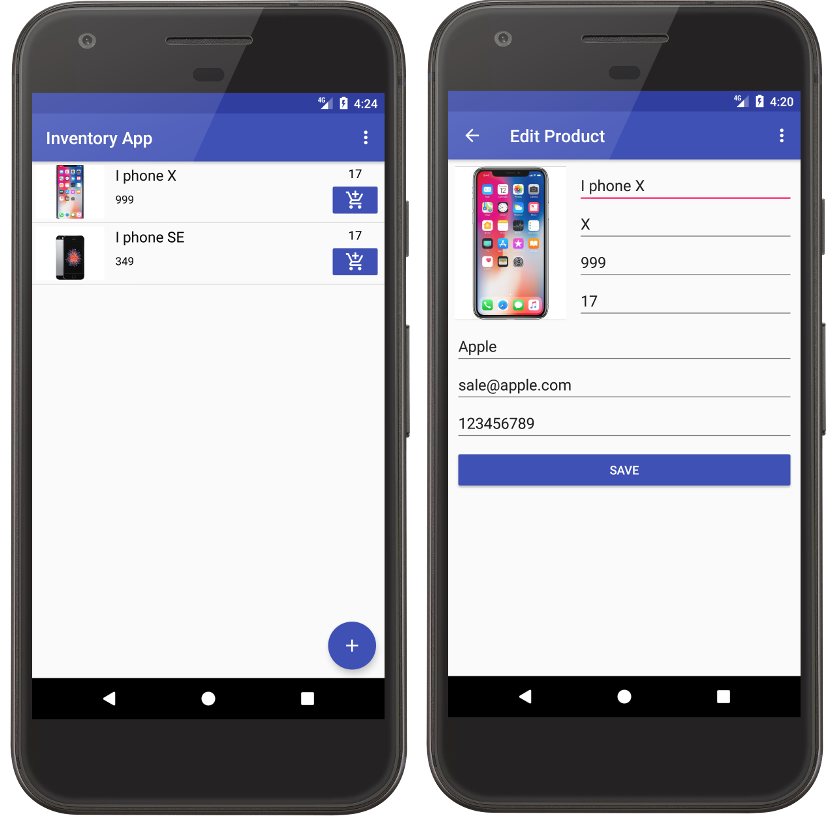 4G 4:24
Inventory App
I phone X
17
999
I phone SE
17
349
4G 4:20
Edit Product
I phone X
X
999
17
Apple
sale@apple.com
123456789
SAVE